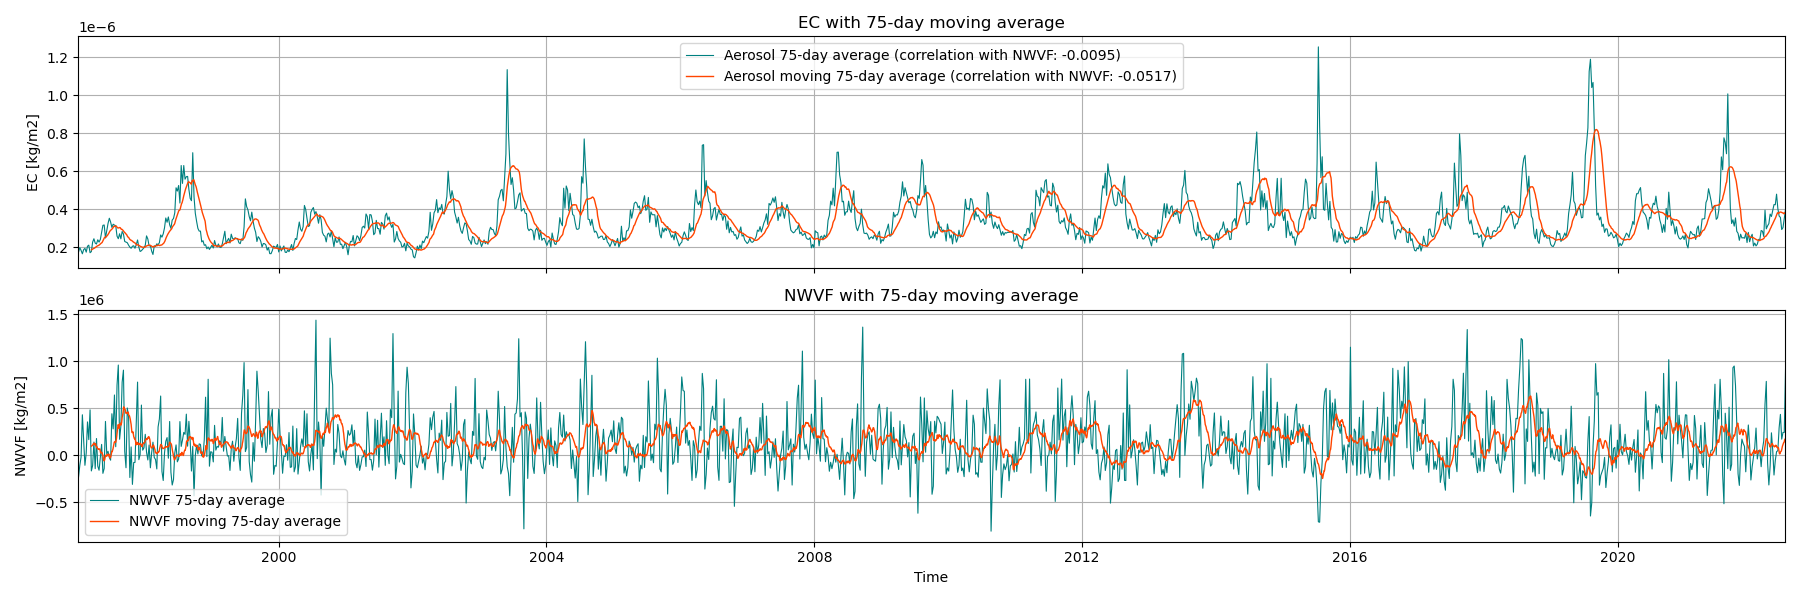 EC with 75-day moving average
1e−6
1.2
1.0
0.8
0.6
0.4
0.2
EC [kg/m2]
Aerosol 75-day average (correlation with NWVF: -0.0095)
Aerosol moving 75-day average (correlation with NWVF: -0.0517)
NWVF with 75-day moving average
1e6
1.5
1.0
0.5
0.0
−0.5
NWVF [kg/m2]
NWVF 75-day average
NWVF moving 75-day average
2000 2004 2008 2012 2016 2020
Time